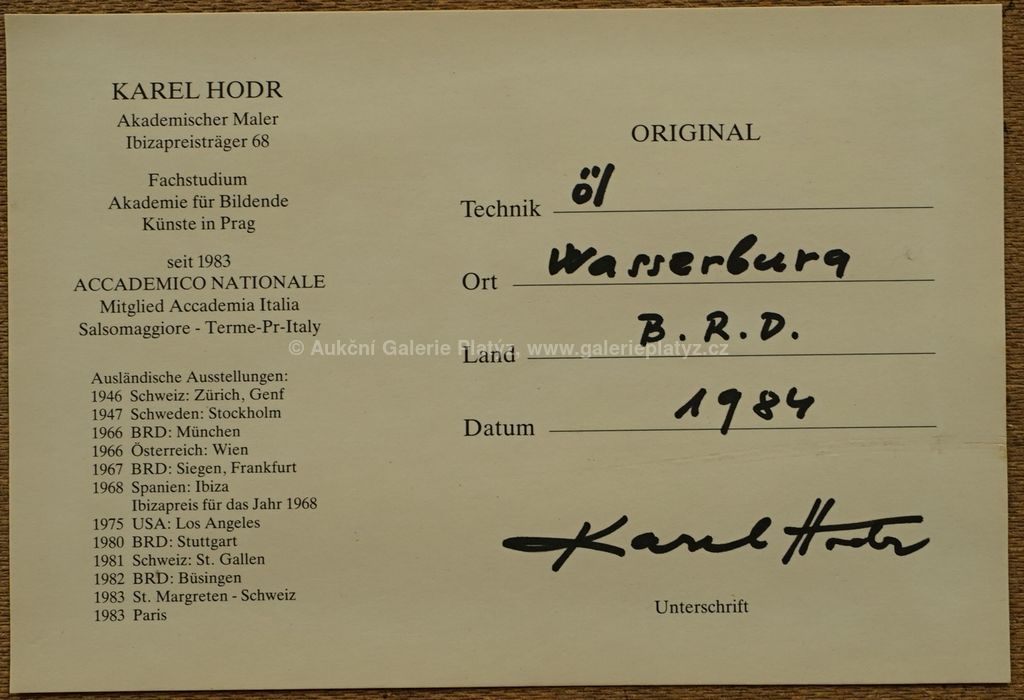 KAREL HODR
Akademischer Maler
Ibizapreisträger 68
Fachstudium
Akademie für Bildende
Künste in Prag
seit 1983
ACCADEMICO NATIONALE
Mitglied Accademia Italia
Salsomaggiore - Terme-Pr-Italy
Ausländische Ausstellungen:
1946 Schweiz: Zürich, Genf
1947 Schweden: Stockholm
1966 BRD: München
1966 Österreich: Wien
1967 BRD: Siegen, Frankfurt
1968 Spanien: Ibiza
Ibizapreis für das Jahr 1968
1975 USA: Los Angeles
1980 BRD: Stuttgart
1981 Schweiz: St. Gallen
1982 BRD: Büsingen
1983 St. Margreten - Schweiz
1983 Paris
ORIGINAL
Technik öl
Ort Wasserburg
Land B.R.D.
Datum 1984
Karel Hodr
Unterschrift
© Aukční Galerie Platýz, www.galerieplatyz.cz